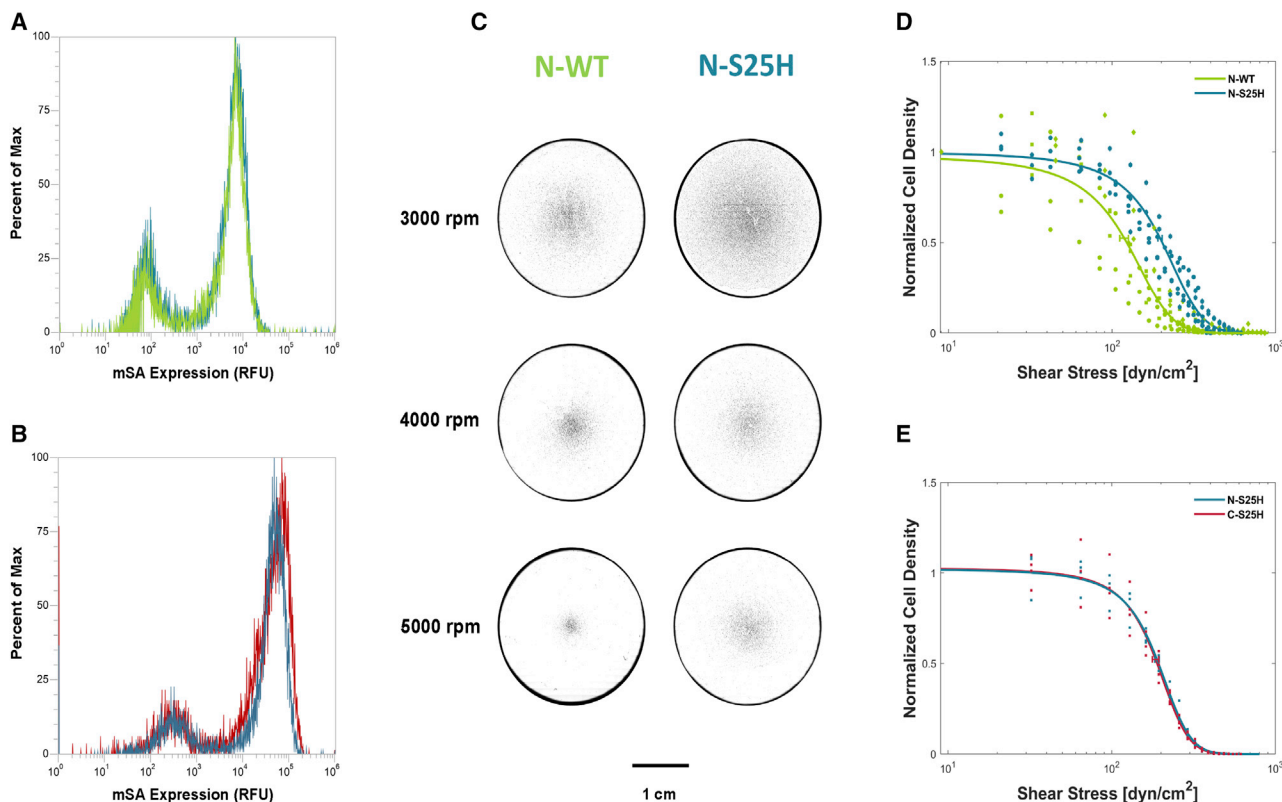 A
100
75
50
25
0
Percent of Max
10^0 10^1 10^2 10^3 10^4 10^5 10^6
mSA Expression (RFU)
B
100
75
50
25
0
Percent of Max
10^0 10^1 10^2 10^3 10^4 10^5 10^6
mSA Expression (RFU)
C
N-WT N-S25H
3000 rpm
4000 rpm
5000 rpm
1 cm
D
1.5
1
0.5
0
Normalized Cell Density
N-WT
N-S25H
10^1 10^2 10^3
Shear Stress [dyn/cm^2]
E
1.5
1
0.5
0
Normalized Cell Density
N-S25H
C-S25H
10^1 10^2 10^3
Shear Stress [dyn/cm^2]